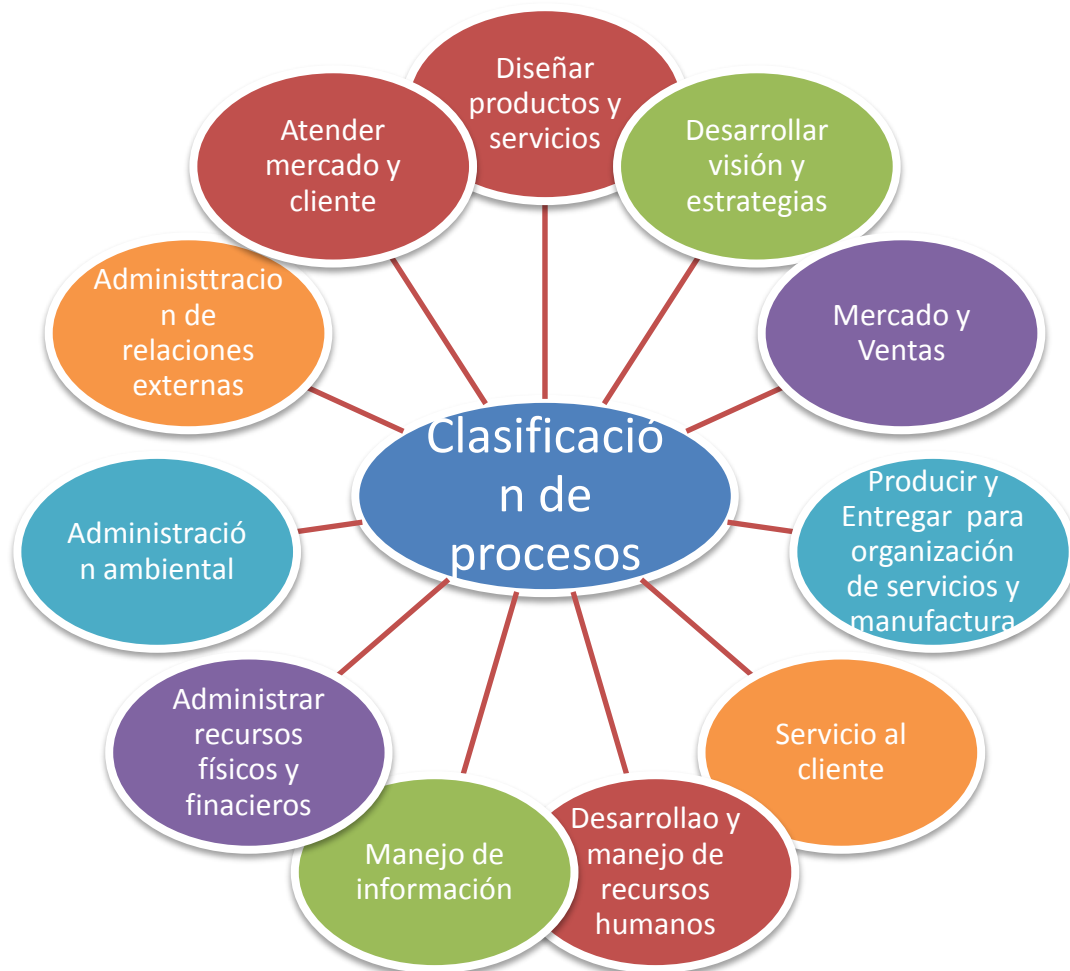 Diseñar
productos y
servicios
Desarrollar
visión y
estrategias
Mercado y
Ventas
Producir y
Entregar para
organización
de servicios y
manufactura
Servicio al
cliente
Desarrollao y
manejo de
recursos
humanos
Manejo de
información
Administrar
recursos
físicos y
finacieros
Administració
n ambiental
Administtracio
n de
relaciones
externas
Atender
mercado y
cliente
Clasificació
n de
procesos